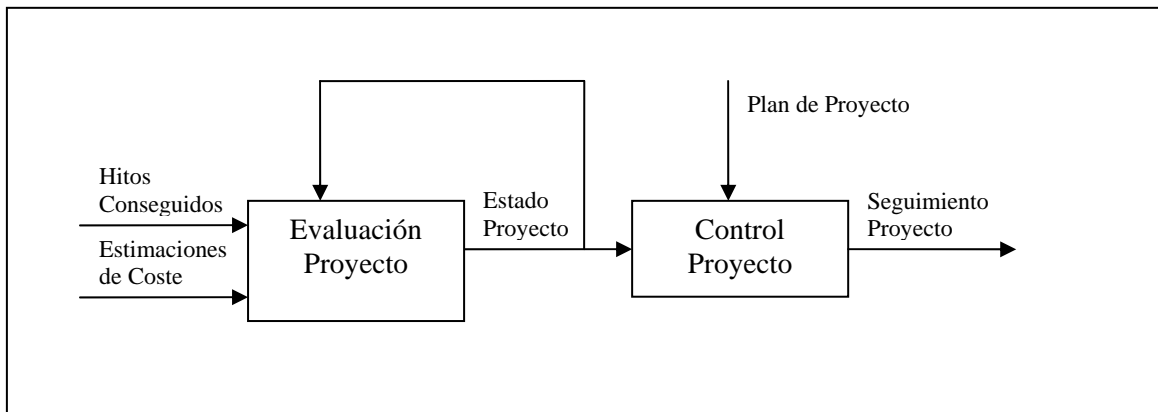 Plan de Proyecto
Hitos
Conseguidos
Estimaciones
de Coste
Evaluación
Proyecto
Estado
Proyecto
Control
Proyecto
Seguimiento
Proyecto